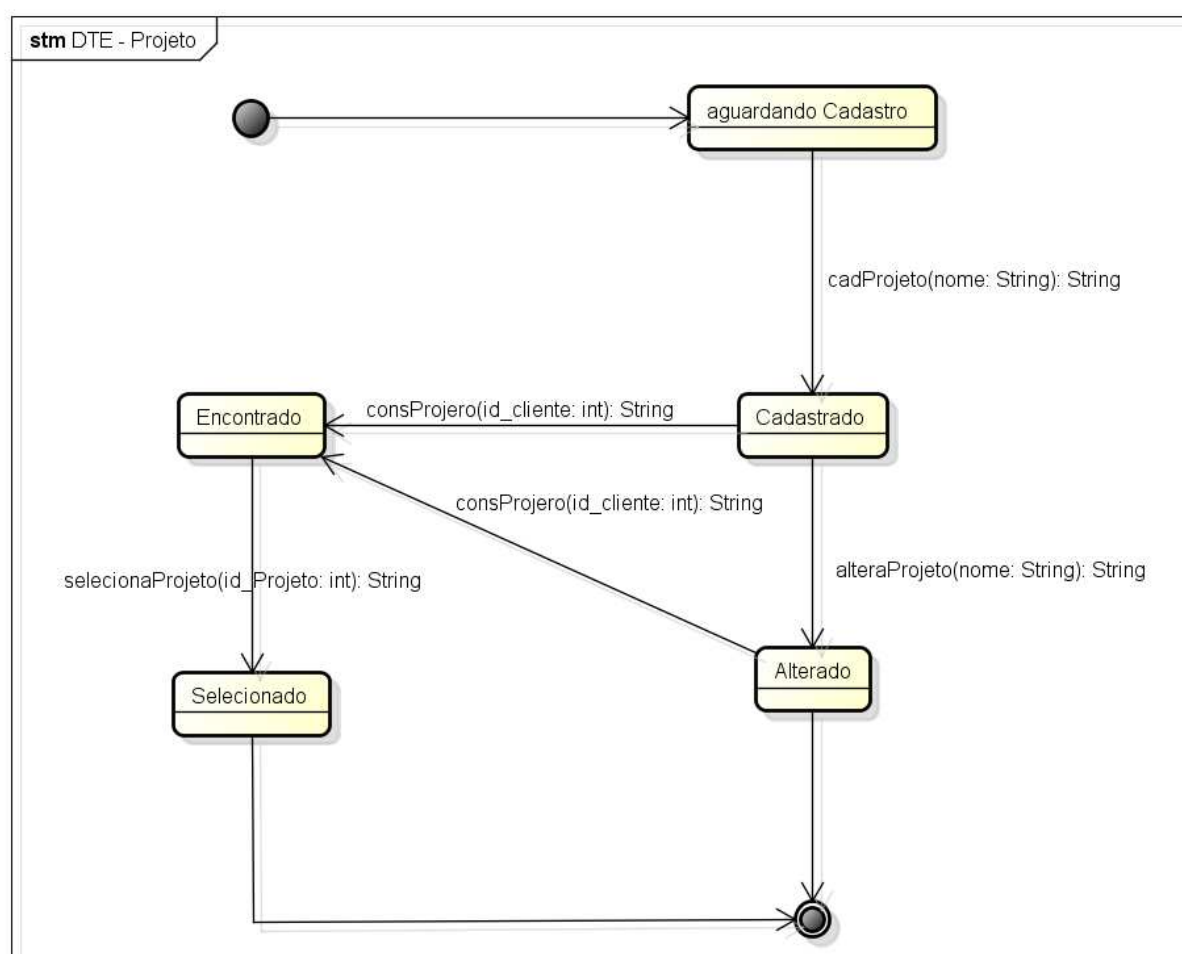 stm DTE - Projeto
aguardando Cadastro
cadProjeto(nome: String): String
Encontrado
consProjero(id_cliente: int): String
Cadastrado
consProjero(id_cliente: int): String
selecionaProjeto(id_Projeto: int): String
alteraProjeto(nome: String): String
Selecionado
Alterado